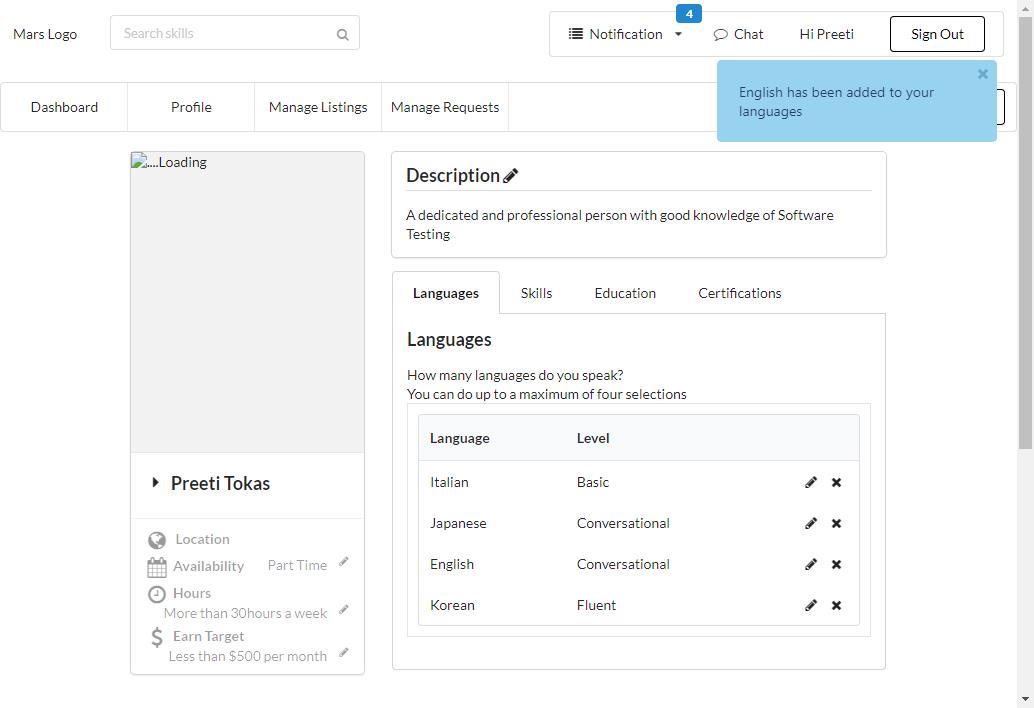 Mars Logo
Search skills
4
Notification
Chat
Hi Preeti
Sign Out
English has been added to your
languages
Dashboard
Profile
Manage Listings
Manage Requests
....Loading
Preeti Tokas
Location
Availability Part Time
Hours
More than 30hours a week
Earn Target
Less than $500 per month
Description
A dedicated and professional person with good knowledge of Software
Testing
Languages Skills Education Certifications
Languages
How many languages do you speak?
You can do up to a maximum of four selections
Language Level
Italian Basic
Japanese Conversational
English Conversational
Korean Fluent